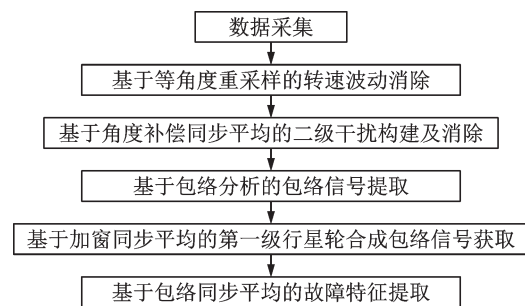 数据采集
基于等角度重采样的转速波动消除
基于角度补偿同步平均的二级干扰构建及消除
基于包络分析的包络信号提取
基于加窗同步平均的第一级行星轮合成包络信号获取
基于包络同步平均的故障特征提取